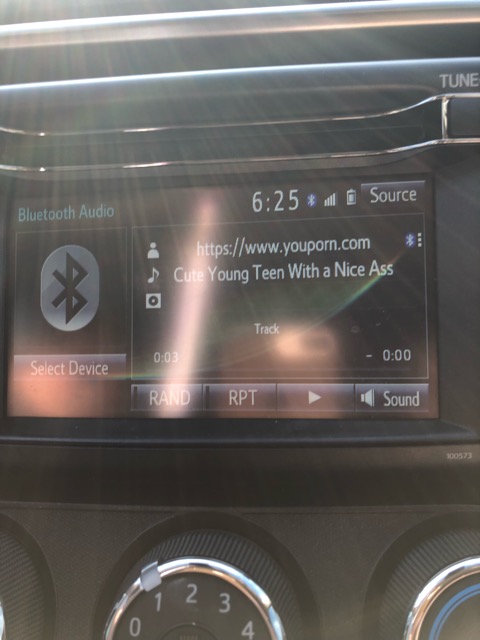 TUNE
6:25 Source
Bluetooth Audio
https://www.youporn.com
Cute Young Teen With a Nice Ass
Track
0:03 - 0:00
Select Device
RAND RPT Sound
100573
0 1 2 3 4